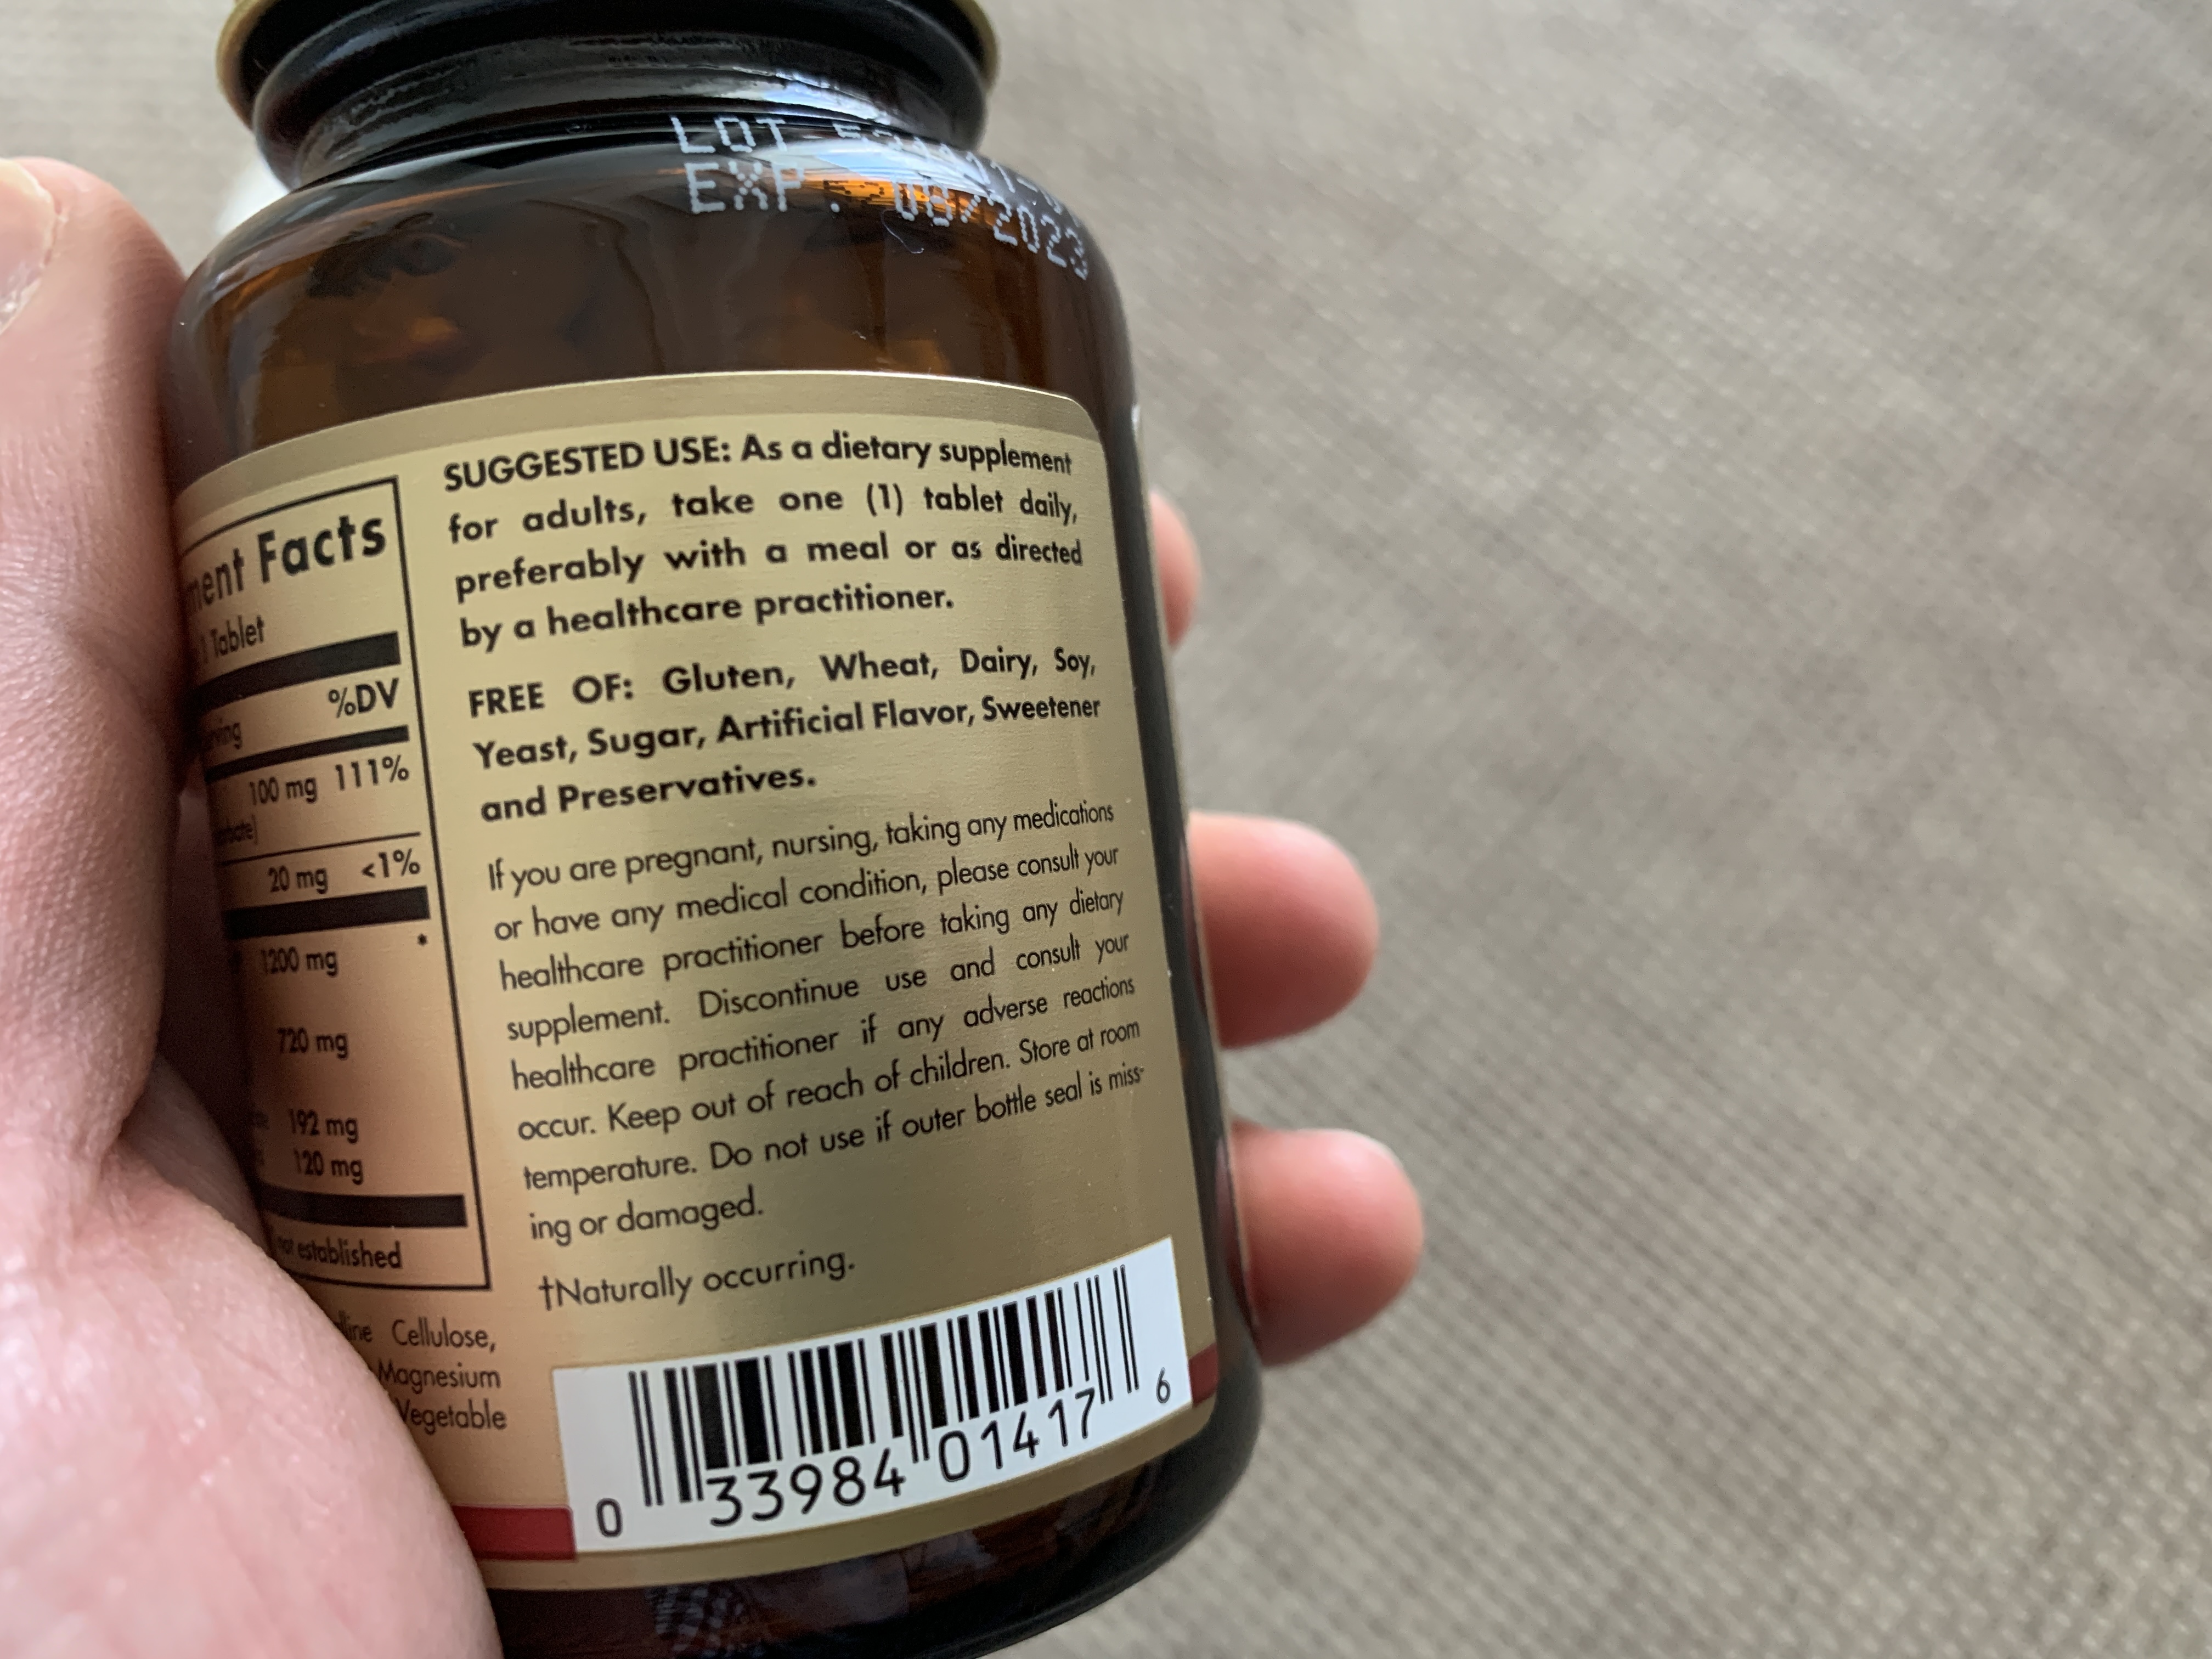 LOT
EXP. 08/2023
Facts
1 Tablet
%DV
100 mg 111%
20 mg <1%
*
1200 mg
720 mg
192 mg
120 mg
not established
Cellulose,
Magnesium
Vegetable
SUGGESTED USE: As a dietary supplement
for adults, take one (1) tablet daily,
preferably with a meal or as directed
by a healthcare practitioner.
FREE OF: Gluten, Wheat, Dairy, Soy,
Yeast, Sugar, Artificial Flavor, Sweetener
and Preservatives.
If you are pregnant, nursing, taking any medications
or have any medical condition, please consult your
healthcare practitioner before taking any dietary
supplement. Discontinue use and consult your
healthcare practitioner if any adverse reactions
occur. Keep out of reach of children. Store at room
temperature. Do not use if outer bottle seal is miss-
ing or damaged.
†Naturally occurring.
0 33984 01417 6